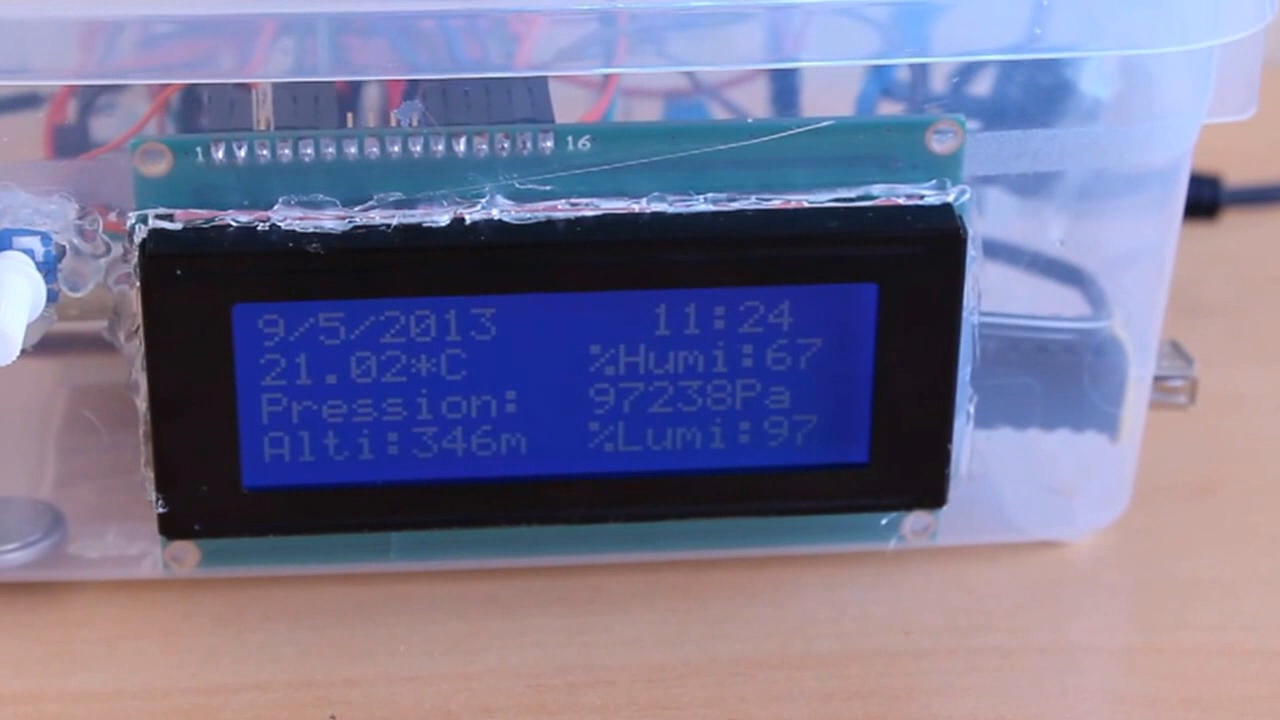 1 16
9/5/2013 11:24
21.02*C %Humi:67
Pression: 97238Pa
Alti:346m %Lumi:97